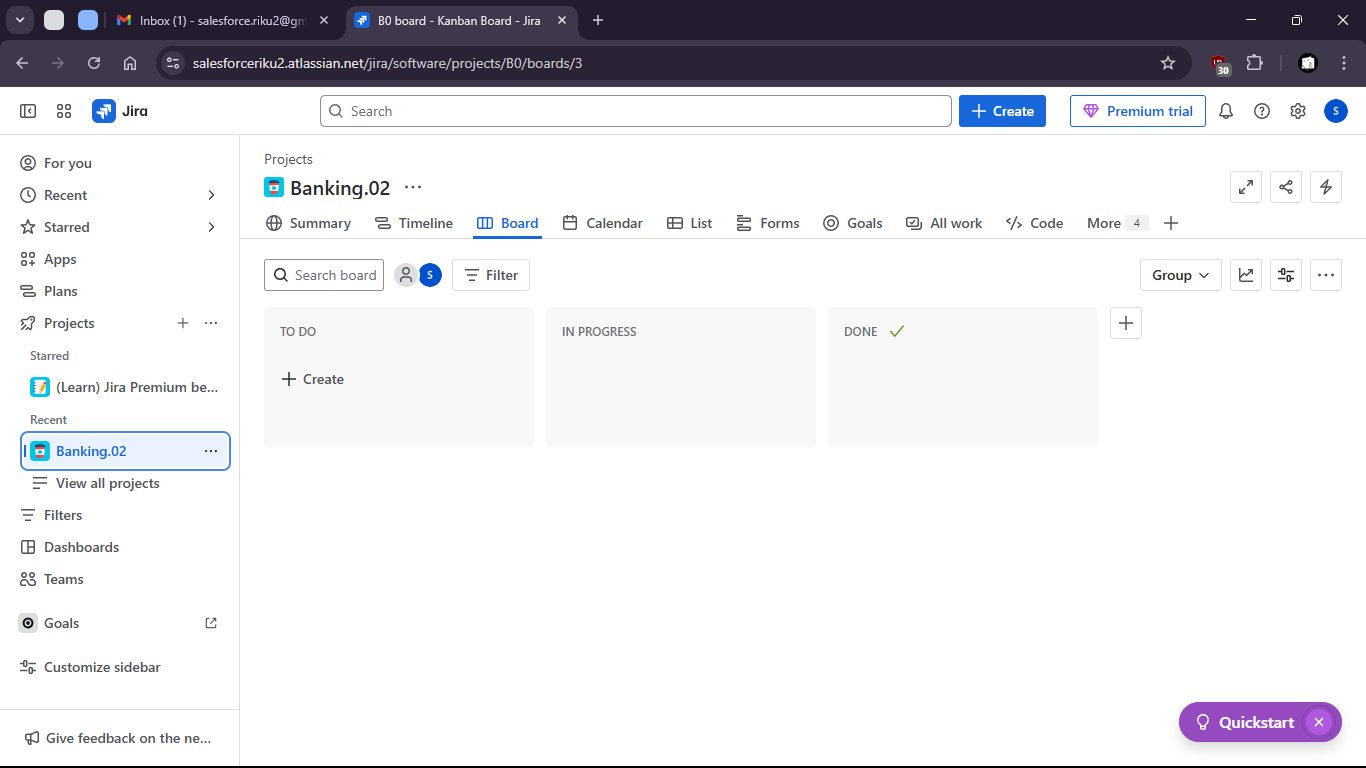 Inbox (1) - salesforce.riku2@gm
B0 board - Kanban Board - Jira
salesforceriku2.atlassian.net/jira/software/projects/B0/boards/3
30
Jira
Search
Create
Premium trial
S
For you
Recent
Starred
Apps
Plans
Projects
Starred
(Learn) Jira Premium be...
Recent
Banking.02
View all projects
Filters
Dashboards
Teams
Goals
Customize sidebar
Give feedback on the ne...
Projects
Banking.02
Summary
Timeline
Board
Calendar
List
Forms
Goals
All work
Code
More 4
Search board
S
Filter
Group
TO DO
IN PROGRESS
DONE
Create
Quickstart